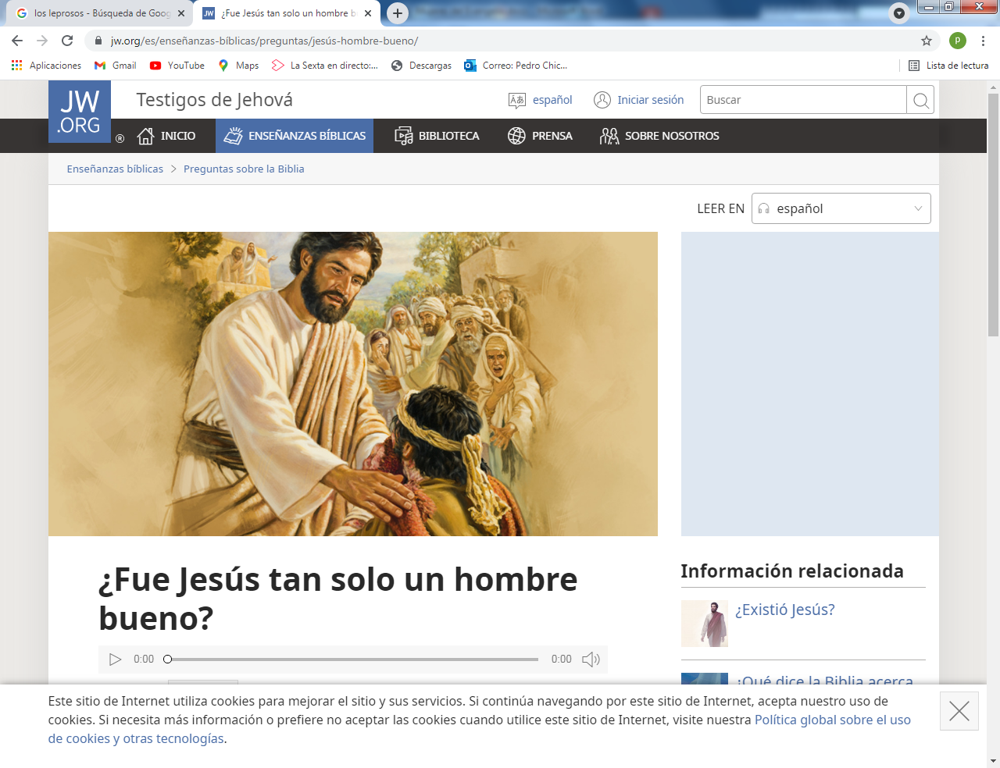 los leprosos - Búsqueda de Goog
¿Fue Jesús tan solo un hombre b
jw.org/es/enseñanzas-bíblicas/preguntas/jesús-hombre-bueno/
P
Aplicaciones
Gmail
YouTube
Maps
La Sexta en directo:...
Descargas
Correo: Pedro Chic...
Lista de lectura
JW
.ORG
®
Testigos de Jehová
español
Iniciar sesión
Buscar
INICIO
ENSEÑANZAS BÍBLICAS
BIBLIOTECA
PRENSA
SOBRE NOSOTROS
Enseñanzas bíblicas > Preguntas sobre la Biblia
LEER EN
español
¿Fue Jesús tan solo un hombre
bueno?
0:00
0:00
Información relacionada
¿Existió Jesús?
¿Qué dice la Biblia acerca
Este sitio de Internet utiliza cookies para mejorar el sitio y sus servicios. Si continúa navegando por este sitio de Internet, acepta nuestro uso de
cookies. Si necesita más información o prefiere no aceptar las cookies cuando utilice este sitio de Internet, visite nuestra Política global sobre el uso
de cookies y otras tecnologías.